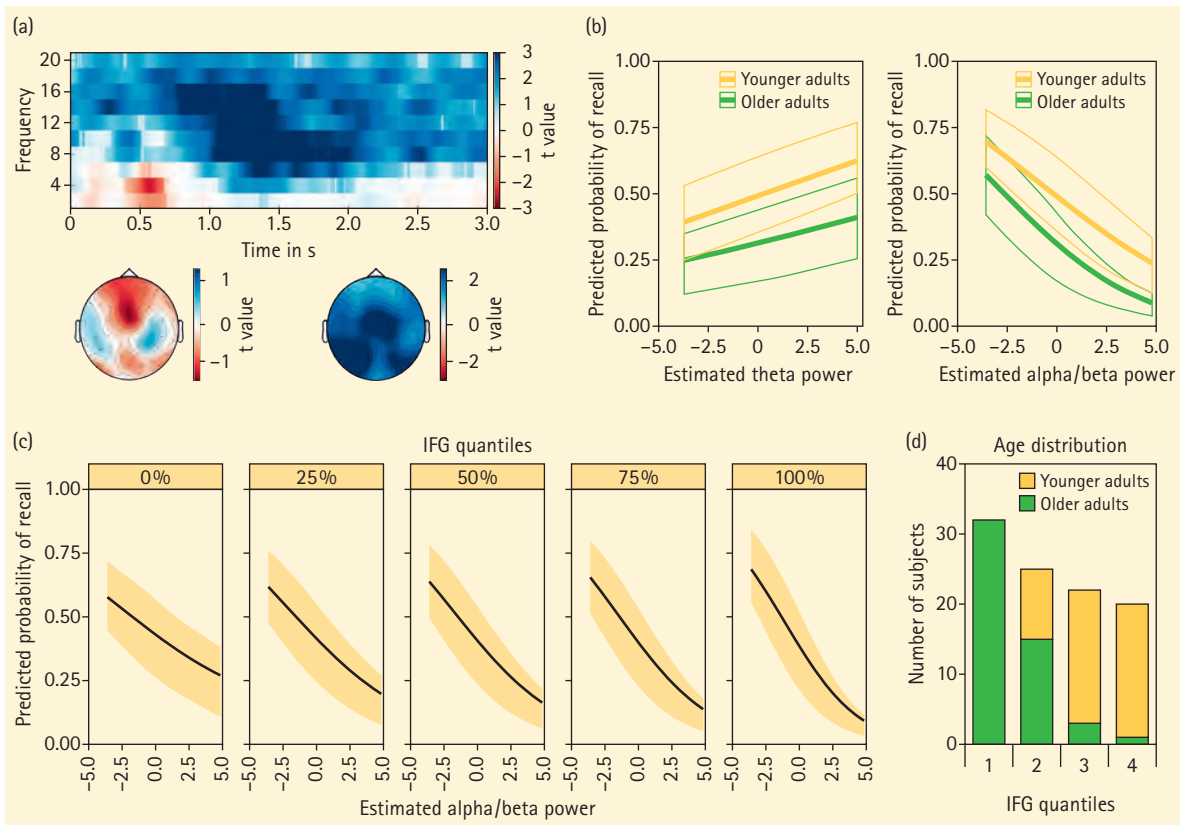 (a)
20
16
12
8
4
Frequency
0 0.5 1.0 1.5 2.0 2.5 3.0
Time in s
3
2
1
0
−1
−2
−3
t value
1
0
−1
t value
2
0
−2
t value
(b)
1.00
0.75
0.50
0.25
0.00
Predicted probability of recall
Younger adults
Older adults
−5.0 −2.5 0 2.5 5.0
Estimated theta power
1.00
0.75
0.50
0.25
0.00
Predicted probability of recall
Younger adults
Older adults
−5.0 −2.5 0 2.5 5.0
Estimated alpha/beta power
(c)
IFG quantiles
0% 25% 50% 75% 100%
1.00
0.75
0.50
0.25
0.00
Predicted probability of recall
−5.0 −2.5 0.0 2.5 5.0
−5.0 −2.5 0.0 2.5 5.0
−5.0 −2.5 0.0 2.5 5.0
−5.0 −2.5 0.0 2.5 5.0
−5.0 −2.5 0.0 2.5 5.0
Estimated alpha/beta power
(d)
Age distribution
40
30
20
10
0
Number of subjects
Younger adults
Older adults
1 2 3 4
IFG quantiles